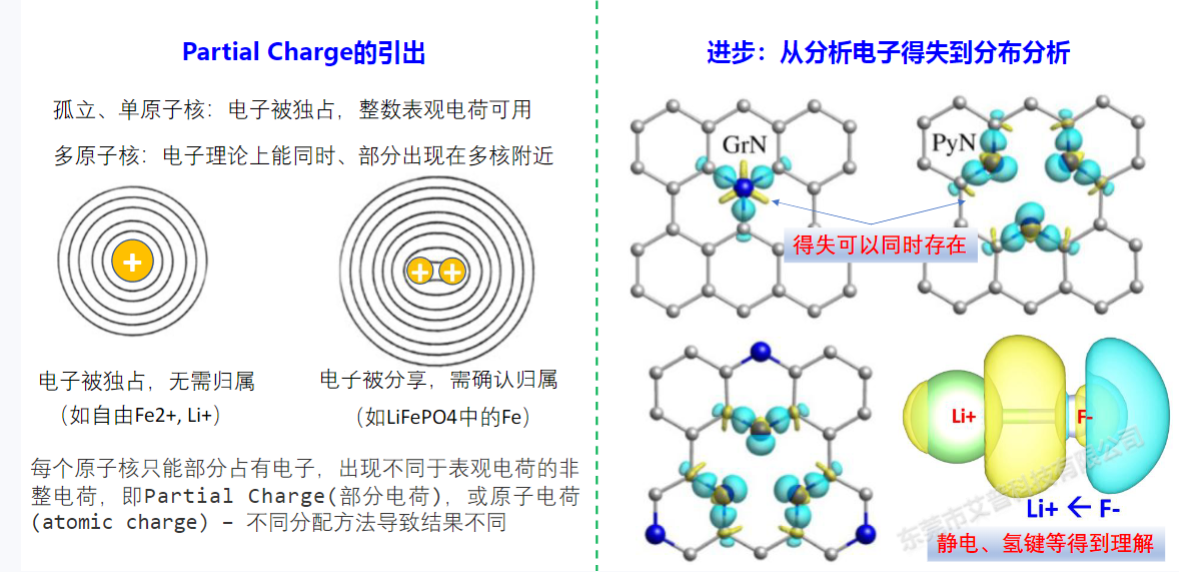 Partial Charge的引出
孤立、单原子核：电子被独占，整数表观电荷可用
多原子核：电子理论上能同时、部分出现在多核附近
+
+ +
电子被独占，无需归属
（如自由Fe2+, Li+）
电子被分享，需确认归属
（如LiFePO4中的Fe）
每个原子核只能部分占有电子，出现不同于表观电荷的非
整电荷，即Partial Charge(部分电荷)，或原子电荷
(atomic charge) – 不同分配方法导致结果不同
进步：从分析电子得失到分布分析
GrN
PyN
得失可以同时存在
Li+
F-
Li+ ← F-
静电、氢键等得到理解
东莞市艾普科技有限公司